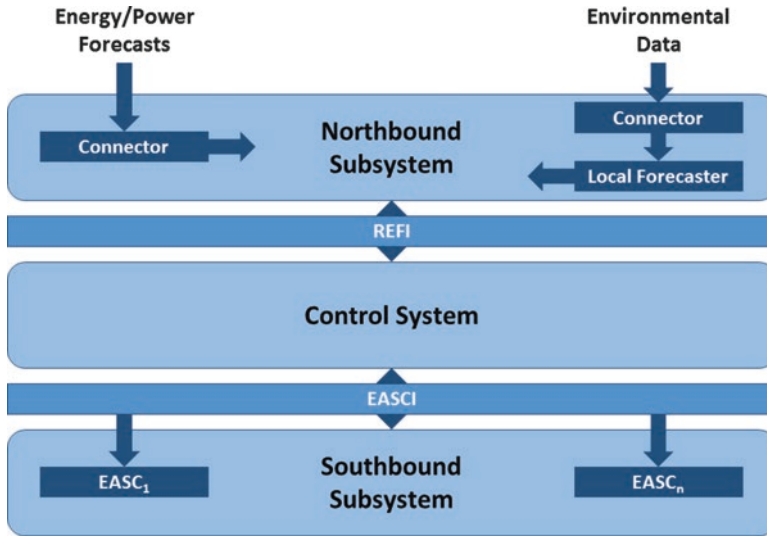 Energy/Power
Forecasts
Environmental
Data
Connector
Northbound
Subsystem
Connector
Local Forecaster
REFI
Control System
EASCI
EASC₁
Southbound
Subsystem
EASCₙ